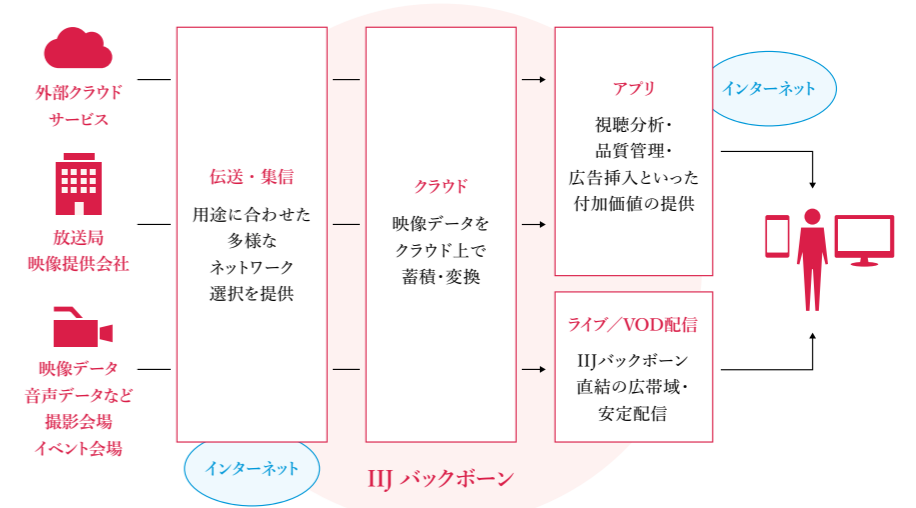 外部クラウド
サービス
放送局
映像提供会社
映像データ
音声データなど
撮影会場
イベント会場
伝送・集信
用途に合わせた
多様な
ネットワーク
選択を提供
インターネット
クラウド
映像データを
クラウド上で
蓄積・変換
IIJ バックボーン
アプリ
視聴分析・
品質管理・
広告挿入といった
付加価値の提供
インターネット
ライブ／VOD配信
IIJバックボーン
直結の広帯域・
安定配信